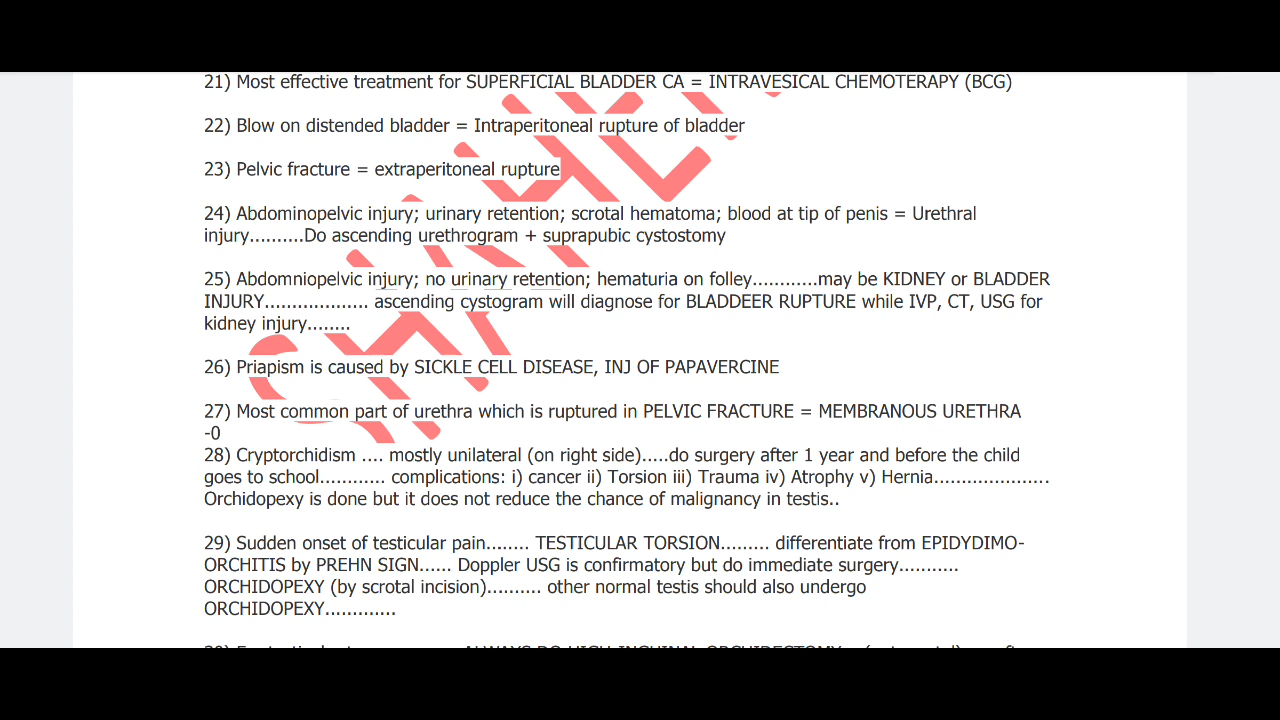 21) Most effective treatment for SUPERFICIAL BLADDER CA = INTRAVESICAL CHEMOTERAPY (BCG)
22) Blow on distended bladder = Intraperitoneal rupture of bladder
23) Pelvic fracture = extraperitoneal rupture
24) Abdominopelvic injury; urinary retention; scrotal hematoma; blood at tip of penis = Urethral
injury..........Do ascending urethrogram + suprapubic cystostomy
25) Abdomniopelvic injury; no urinary retention; hematuria on folley............may be KIDNEY or BLADDER
INJURY................... ascending cystogram will diagnose for BLADDEER RUPTURE while IVP, CT, USG for
kidney injury........
26) Priapism is caused by SICKLE CELL DISEASE, INJ OF PAPAVERCINE
27) Most common part of urethra which is ruptured in PELVIC FRACTURE = MEMBRANOUS URETHRA
-0
28) Cryptorchidism .... mostly unilateral (on right side).....do surgery after 1 year and before the child
goes to school............ complications: i) cancer ii) Torsion iii) Trauma iv) Atrophy v) Hernia.....................
Orchidopexy is done but it does not reduce the chance of malignancy in testis..
29) Sudden onset of testicular pain........ TESTICULAR TORSION......... differentiate from EPIDYDIMO-
ORCHITIS by PREHN SIGN...... Doppler USG is confirmatory but do immediate surgery...........
ORCHIDOPEXY (by scrotal incision).......... other normal testis should also undergo
ORCHIDOPEXY.............